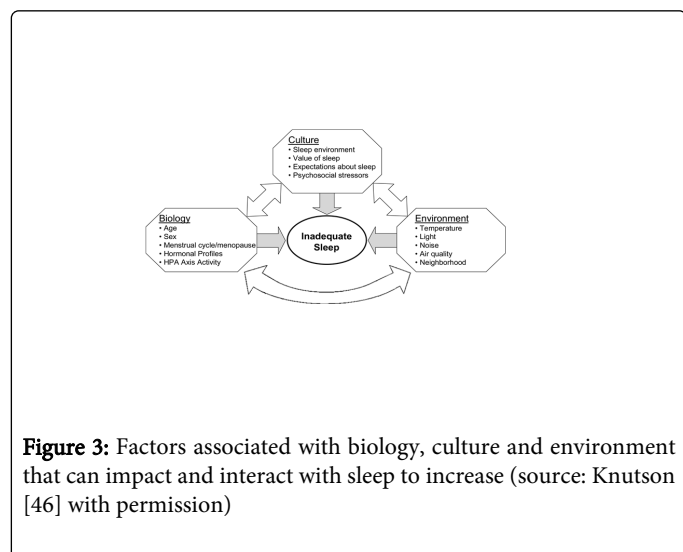 Culture
• Sleep environment
• Value of sleep
• Expectations about sleep
• Psychosocial stressors
Biology
• Age
• Sex
• Menstrual cycle/menopause
• Hormonal Profiles
• HPA Axis Activity
Inadequate
Sleep
Environment
• Temperature
• Light
• Noise
• Air quality
• Neighborhood
Figure 3: Factors associated with biology, culture and environment
that can impact and interact with sleep to increase (source: Knutson
[46] with permission)